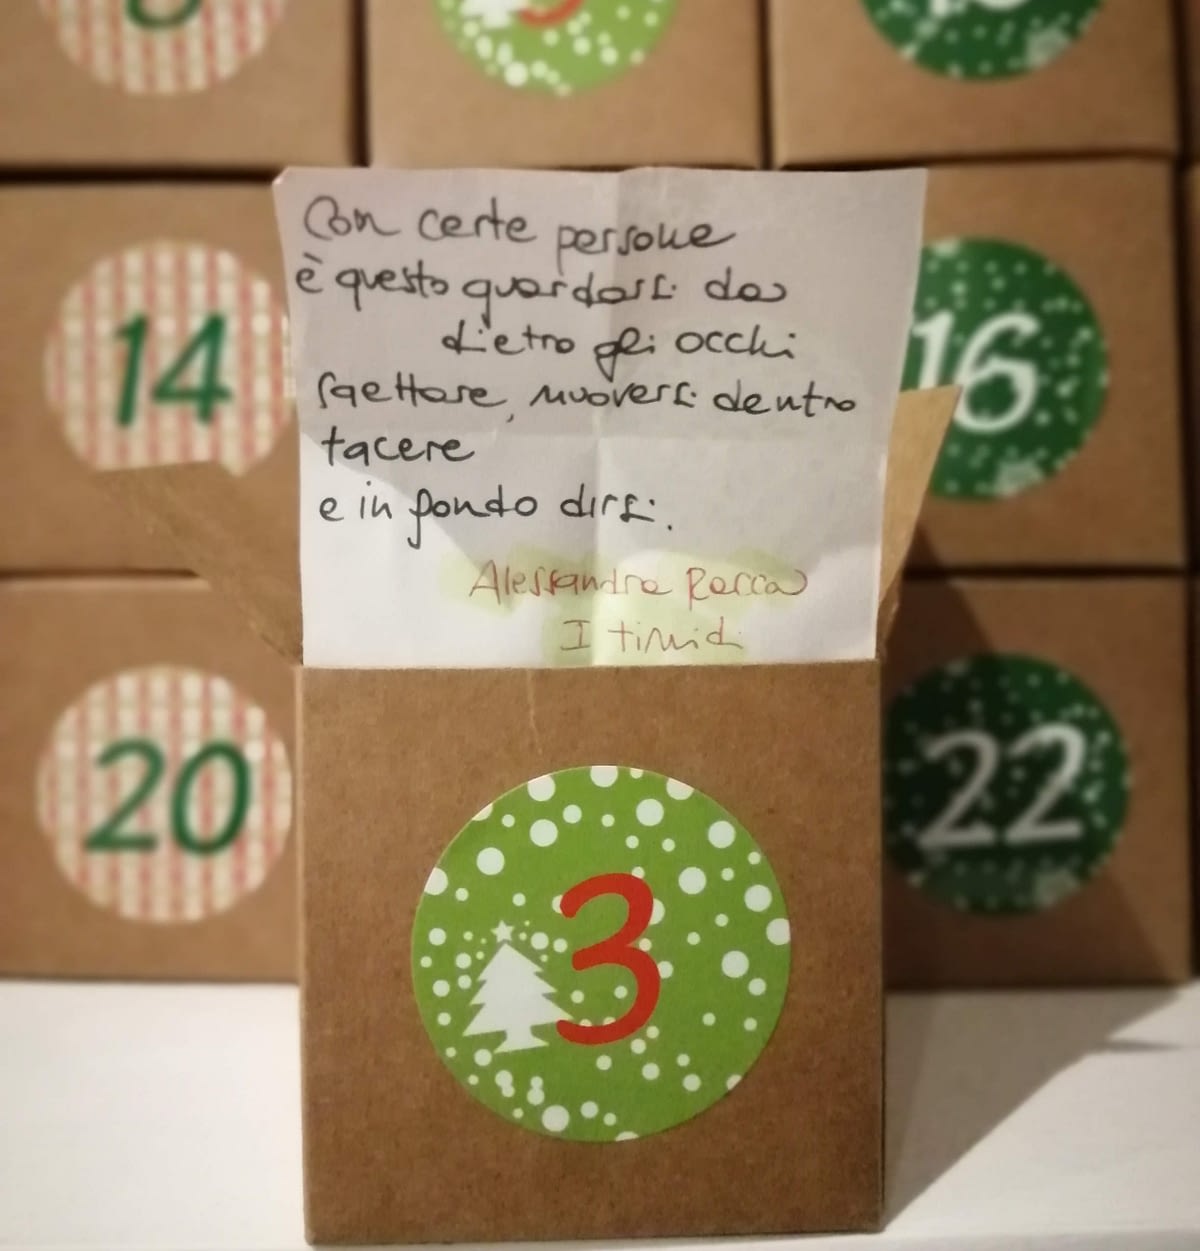 Con certe persone
è questo guardarsi da
dietro gli occhi
saettare, muoversi dentro
tacere
e in fondo dirsi.
Alessandra Racca
I timidi
14
16
20
22
3